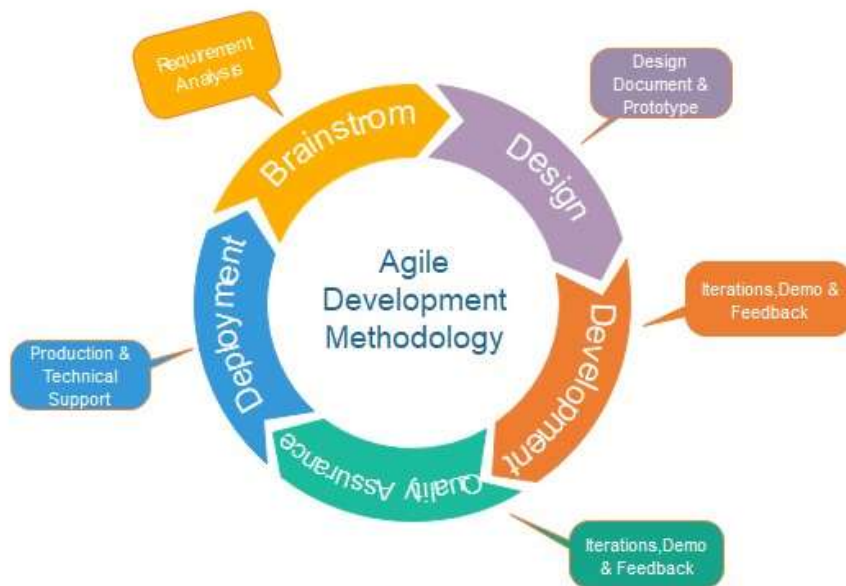 Requirement
Analysis
Brainstrom
Design
Document &
Prototype
Design
Iterations,Demo &
Feedback
Development
Agile
Development
Methodology
Production &
Technical
Support
Deployment
Quality Assurance
Iterations,Demo
& Feedback